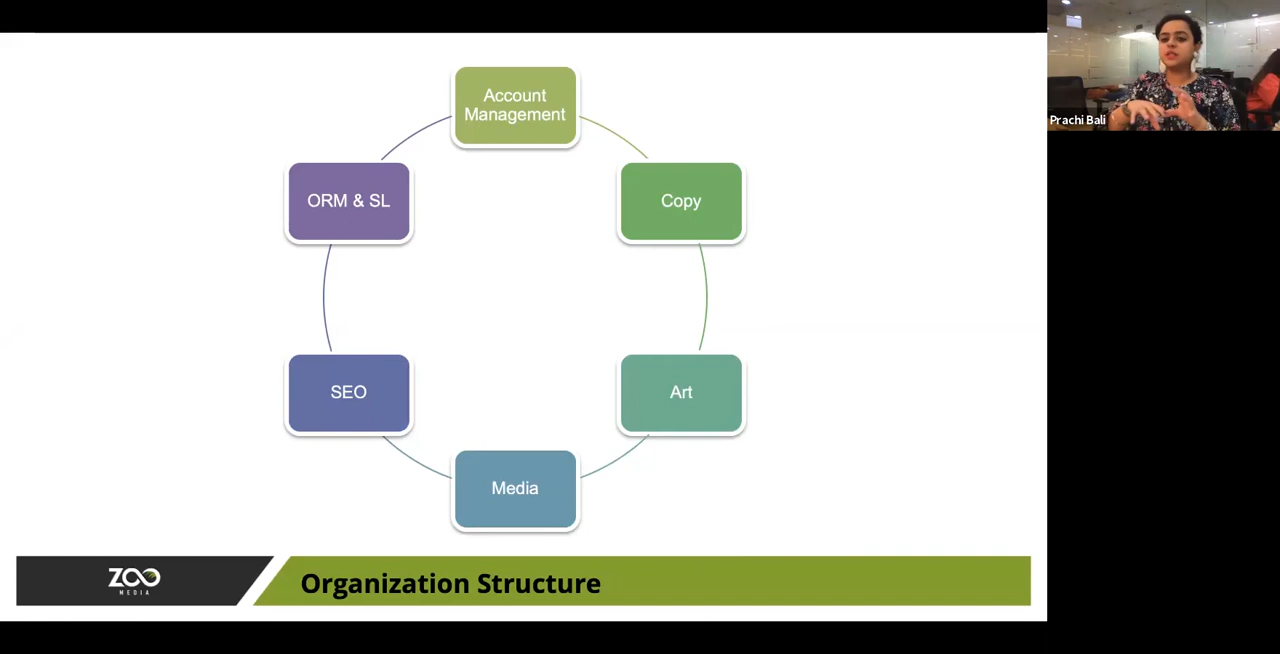 Account
Management
ORM & SL
Copy
SEO
Art
Media
ZOO
MEDIA
Organization Structure
Prachi Bali